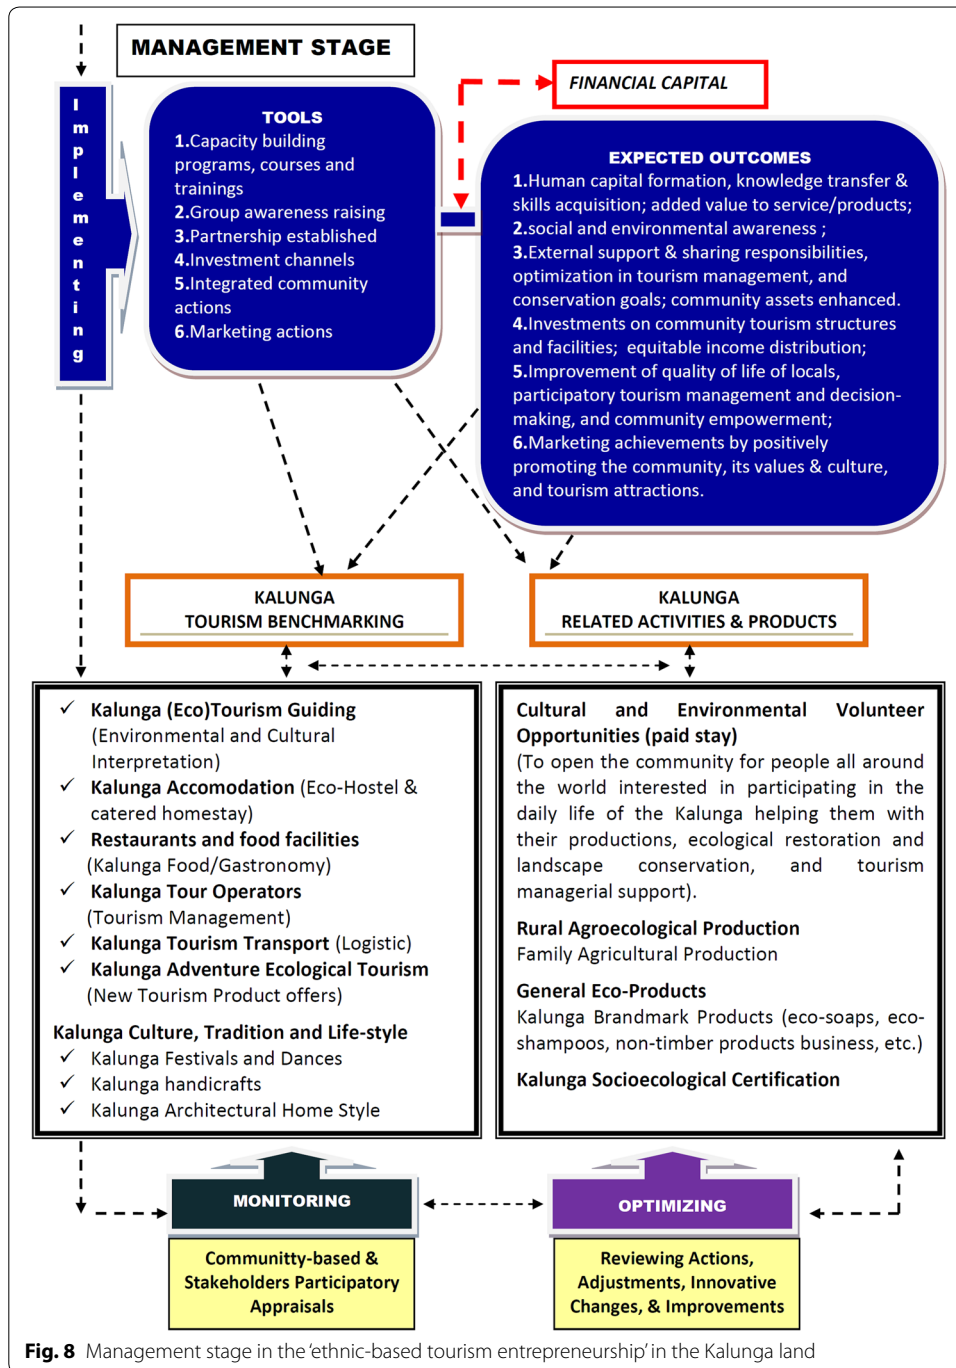 MANAGEMENT STAGE
Implementing
TOOLS
1.Capacity building
programs, courses and
trainings
2.Group awareness raising
3.Partnership established
4.Investment channels
5.Integrated community
actions
6.Marketing actions
FINANCIAL CAPITAL
EXPECTED OUTCOMES
1.Human capital formation, knowledge transfer &
skills acquisition; added value to service/products;
2.social and environmental awareness ;
3.External support & sharing responsibilities,
optimization in tourism management, and
conservation goals; community assets enhanced.
4.Investments on community tourism structures
and facilities; equitable income distribution;
5.Improvement of quality of life of locals,
participatory tourism management and decision-
making, and community empowerment;
6.Marketing achievements by positively
promoting the community, its values & culture,
and tourism attractions.
KALUNGA
TOURISM BENCHMARKING
KALUNGA
RELATED ACTIVITIES & PRODUCTS
✓ Kalunga (Eco)Tourism Guiding
(Environmental and Cultural
Interpretation)
✓ Kalunga Accomodation (Eco-Hostel &
catered homestay)
✓ Restaurants and food facilities
(Kalunga Food/Gastronomy)
✓ Kalunga Tour Operators
(Tourism Management)
✓ Kalunga Tourism Transport (Logistic)
✓ Kalunga Adventure Ecological Tourism
(New Tourism Product offers)
Kalunga Culture, Tradition and Life-style
✓ Kalunga Festivals and Dances
✓ Kalunga handicrafts
✓ Kalunga Architectural Home Style
Cultural and Environmental Volunteer
Opportunities (paid stay)
(To open the community for people all around
the world interested in participating in the
daily life of the Kalunga helping them with
their productions, ecological restoration and
landscape conservation, and tourism
managerial support).
Rural Agroecological Production
Family Agricultural Production
General Eco-Products
Kalunga Brandmark Products (eco-soaps, eco-
shampoos, non-timber products business, etc.)
Kalunga Socioecological Certification
MONITORING
OPTIMIZING
Communitty-based &
Stakeholders Participatory
Appraisals
Reviewing Actions,
Adjustments, Innovative
Changes, & Improvements
Fig. 8 Management stage in the 'ethnic-based tourism entrepreneurship' in the Kalunga land